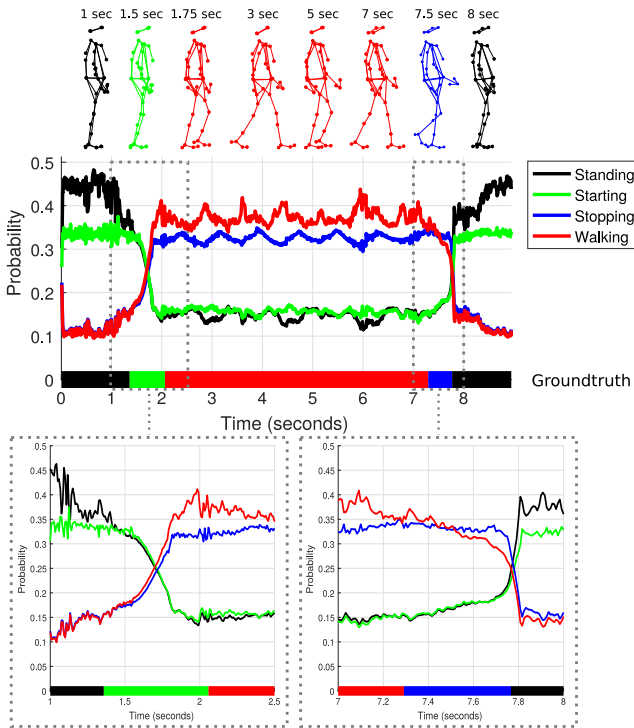 1 sec 1.5 sec 1.75 sec 3 sec 5 sec 7 sec 7.5 sec 8 sec
0.5
0.4
0.3
0.2
0.1
0
Probability
Standing
Starting
Stopping
Walking
Groundtruth
0 1 2 3 4 5 6 7 8
Time (seconds)
0.5
0.45
0.4
0.35
0.3
0.25
0.2
0.15
0.1
0.05
0
Probability
1 1.5 2 2.5
Time (seconds)
0.5
0.45
0.4
0.35
0.3
0.25
0.2
0.15
0.1
0.05
0
Probability
7 7.2 7.4 7.6 7.8 8
Time (seconds)